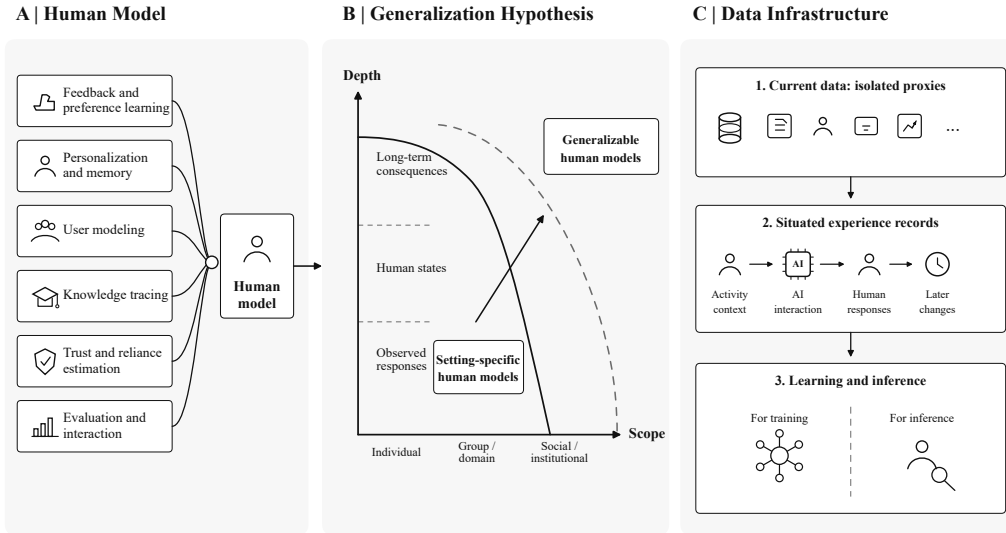 A | Human Model
Feedback and
preference learning
Personalization
and memory
User modeling
Knowledge tracing
Trust and reliance
estimation
Evaluation and
interaction
Human
model
B | Generalization Hypothesis
Depth
Long-term
consequences
Human states
Observed
responses
Generalizable
human models
Setting-specific
human models
Scope
Individual
Group /
domain
Social /
institutional
C | Data Infrastructure
1. Current data: isolated proxies
...
2. Situated experience records
AI
Activity
context
AI
interaction
Human
responses
Later
changes
3. Learning and inference
For training
For inference